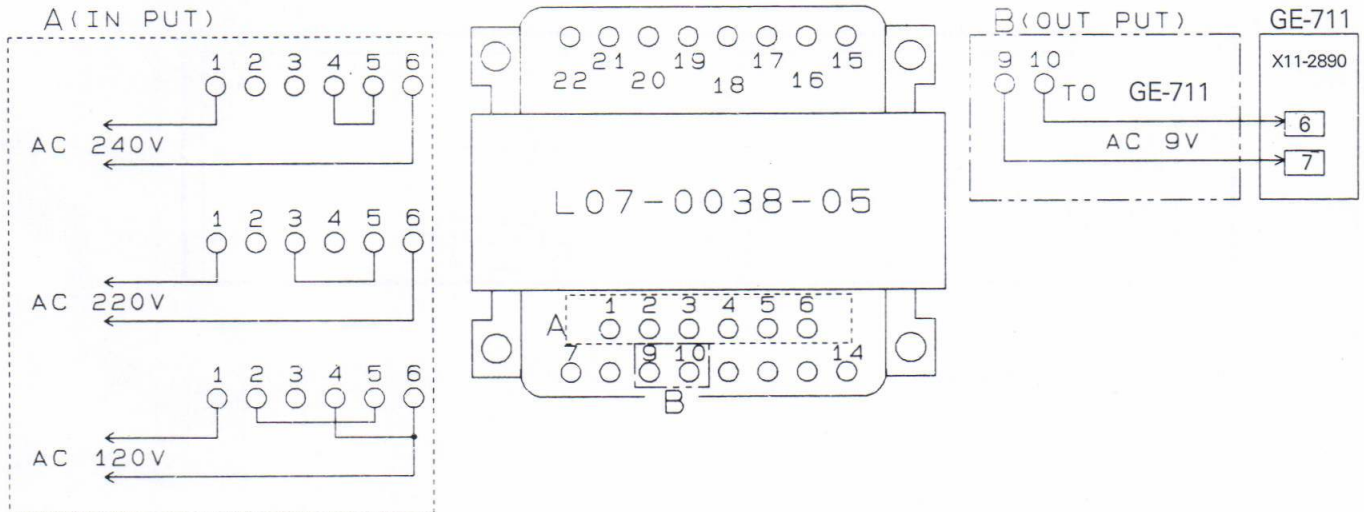 A(IN PUT)
1 2 3 4 5 6
AC 240V
1 2 3 4 5 6
AC 220V
1 2 3 4 5 6
AC 120V
22 21 20 19 18 17 16 15
L07-0038-05
A
1 2 3 4 5 6
7 9 10 14
B
B(OUT PUT)
9 10
TO GE-711
AC 9V
GE-711
X11-2890
6
7